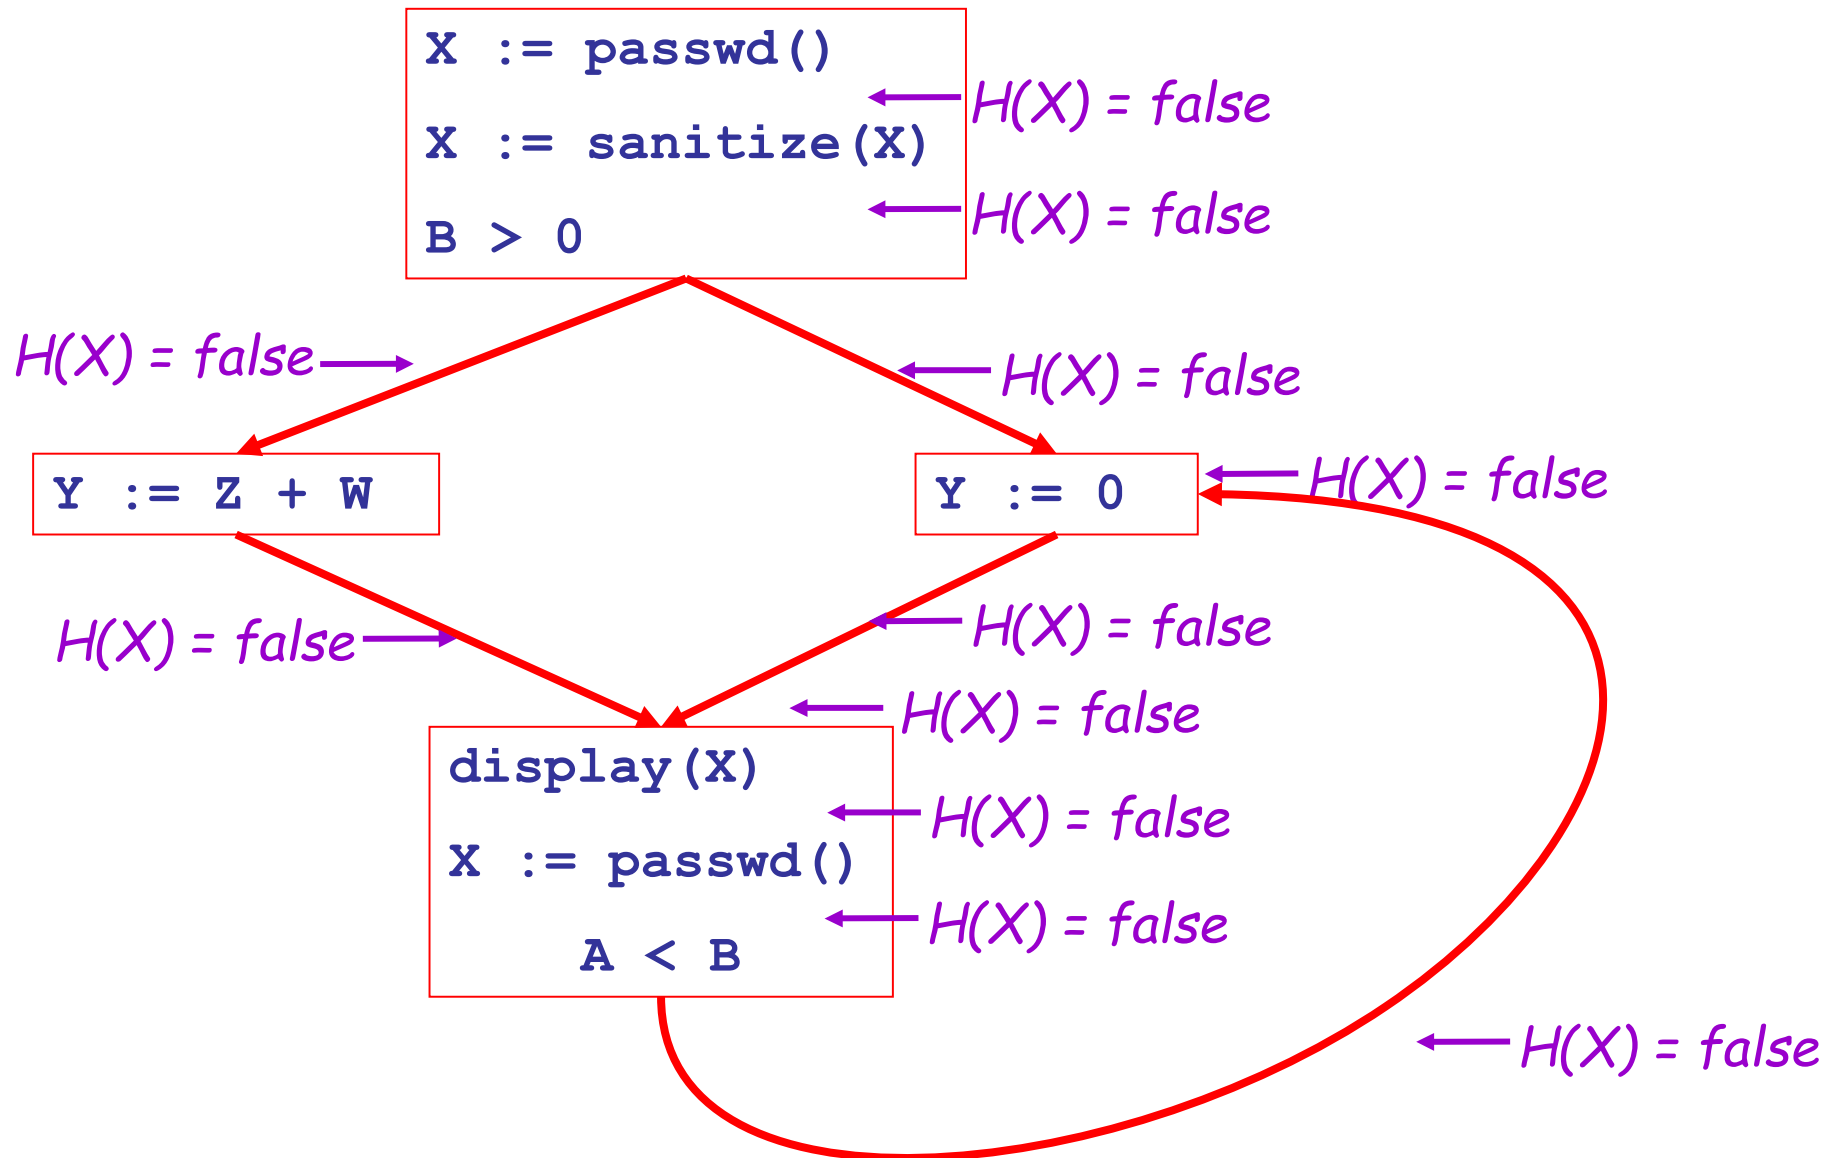 X := passwd()
H(X) = false
X := sanitize(X)
H(X) = false
B > 0
H(X) = false
H(X) = false
Y := Z + W
Y := 0
H(X) = false
H(X) = false
H(X) = false
H(X) = false
display(X)
H(X) = false
X := passwd()
H(X) = false
A < B
H(X) = false